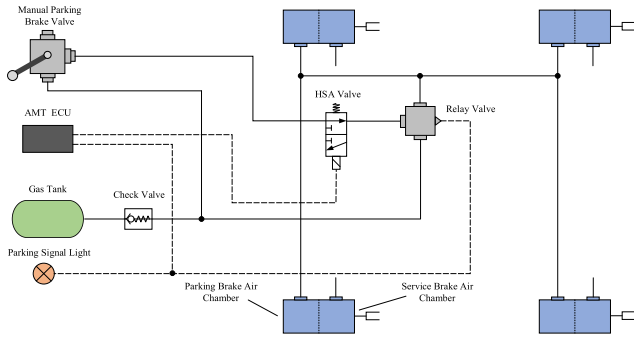 Manual Parking
Brake Valve
HSA Valve
Relay Valve
AMT ECU
Gas Tank
Check Valve
Parking Signal Light
Parking Brake Air
Chamber
Service Brake Air
Chamber